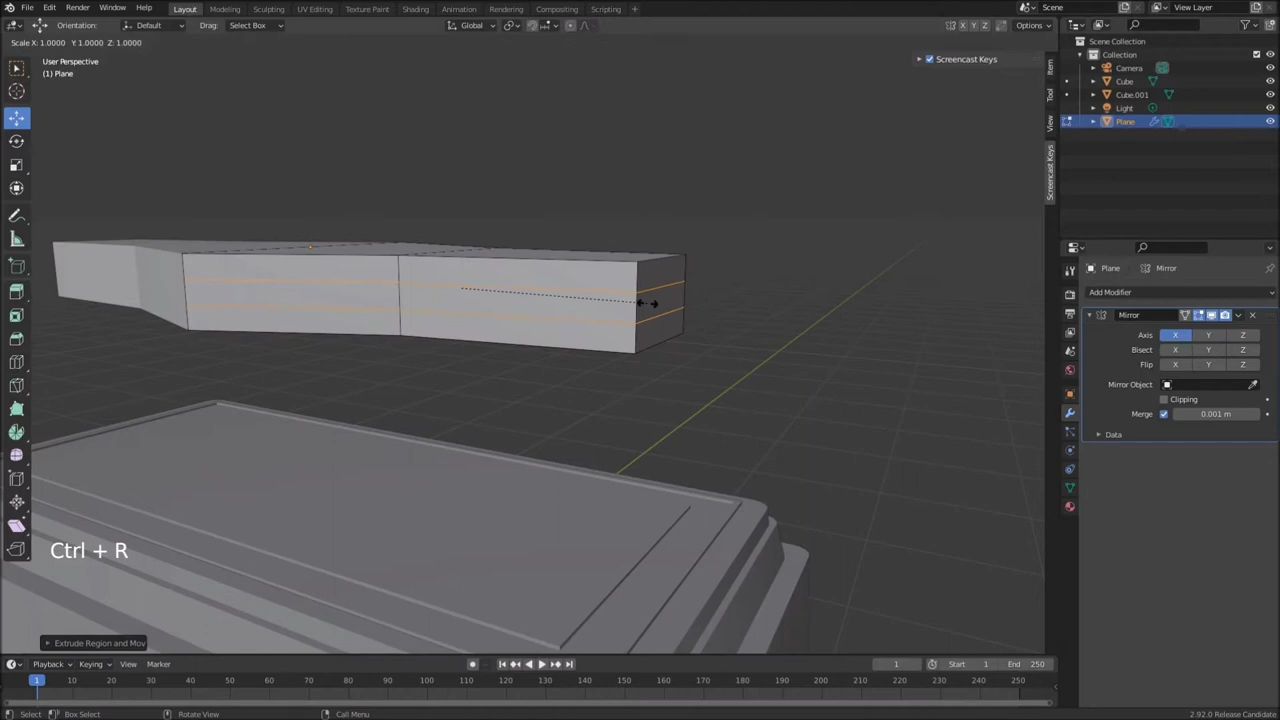 File Edit Render Window Help Layout Modeling Sculpting UV Editing Texture Paint Shading Animation Rendering Compositing Scripting + Scene View Layer
Orientation: Default Drag: Select Box Global X Y Z Options
Scale X: 1.0000 Y: 1.0000 Z: 1.0000
User Perspective
(1) Plane
Screencast Keys
Item
Tool
View
Screencast Keys
Scene Collection
Collection
Camera
Cube
Cube.001
Light
Plane
Plane Mirror
Add Modifier
Mirror
Axis X Y Z
Bisect X Y Z
Flip X Y Z
Mirror Object
Clipping
Merge 0.001 m
Data
Ctrl + R
Extrude Region and Mov
Playback Keying View Marker 1 Start 1 End 250
1 10 20 30 40 50 60 70 80 90 100 110 120 130 140 150 160 170 180 190 200 210 220 230 240 250
Select Box Select Rotate View Call Menu 2.92.0 Release Candidate